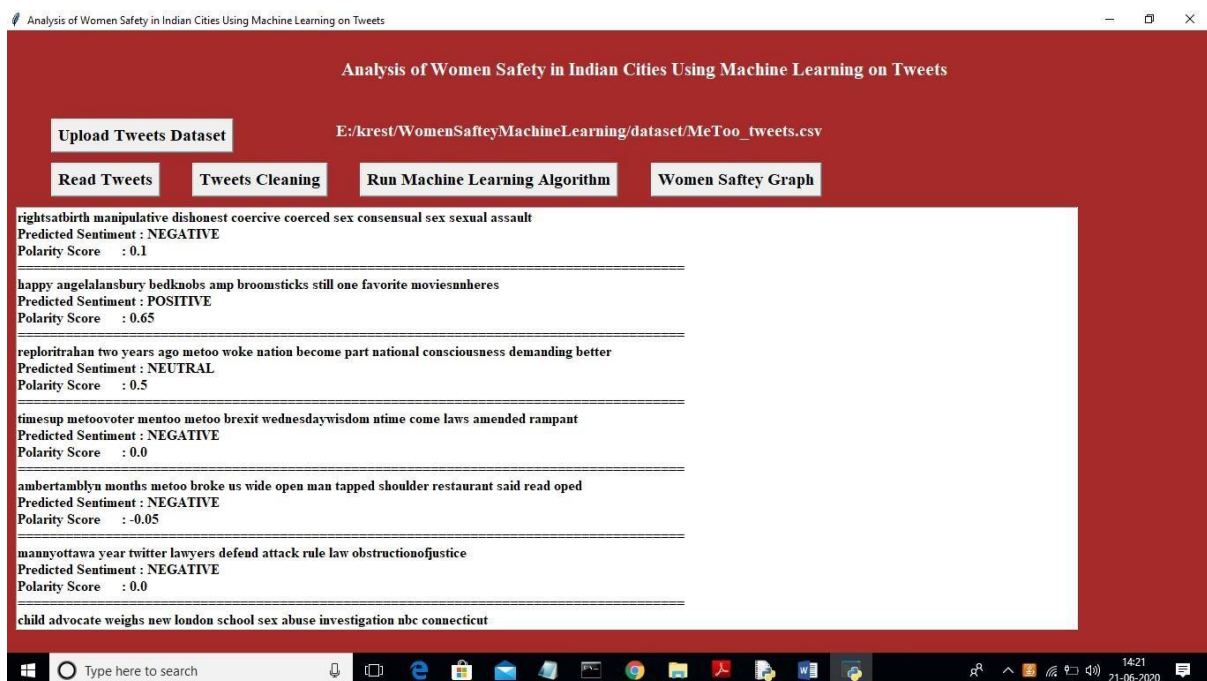 Analysis of Women Safety in Indian Cities Using Machine Learning on Tweets
Analysis of Women Safety in Indian Cities Using Machine Learning on Tweets
Upload Tweets Dataset
E:/krest/WomenSafteyMachineLearning/dataset/MeToo_tweets.csv
Read Tweets
Tweets Cleaning
Run Machine Learning Algorithm
Women Saftey Graph
rightsatbirth manipulative dishonest coercive coerced sex consensual sex sexual assault
Predicted Sentiment : NEGATIVE
Polarity Score : 0.1
happy angelalansbury bedknobs amp broomsticks still one favorite moviesnnheres
Predicted Sentiment : POSITIVE
Polarity Score : 0.65
reploritrahan two years ago metoo woke nation become part national consciousness demanding better
Predicted Sentiment : NEUTRAL
Polarity Score : 0.5
timesup metoovoter mentoo metoo brexit wednesdaywisdom ntime come laws amended rampant
Predicted Sentiment : NEGATIVE
Polarity Score : 0.0
ambertamblyn months metoo broke us wide open man tapped shoulder restaurant said read oped
Predicted Sentiment : NEGATIVE
Polarity Score : -0.05
mannyottawa year twitter lawyers defend attack rule law obstructionofjustice
Predicted Sentiment : NEGATIVE
Polarity Score : 0.0
child advocate weighs new london school sex abuse investigation nbc connecticut
Type here to search
14:21
21-06-2020